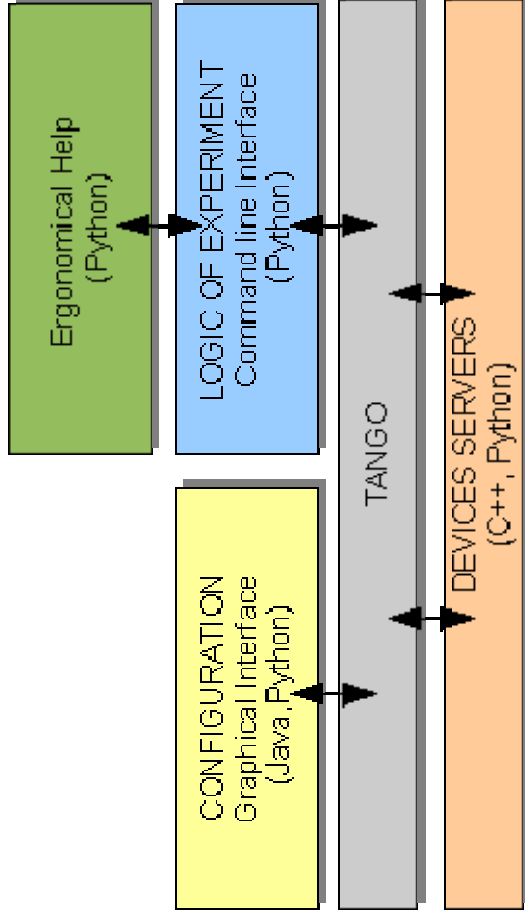 Ergonomical Help
(Python)
CONFIGURATION
Graphical Interface
(Java,Python)
LOGIC OF EXPERIMENT
Command line Interface
(Python)
TANGO
DEVICES SERVERS
(C++, Python)